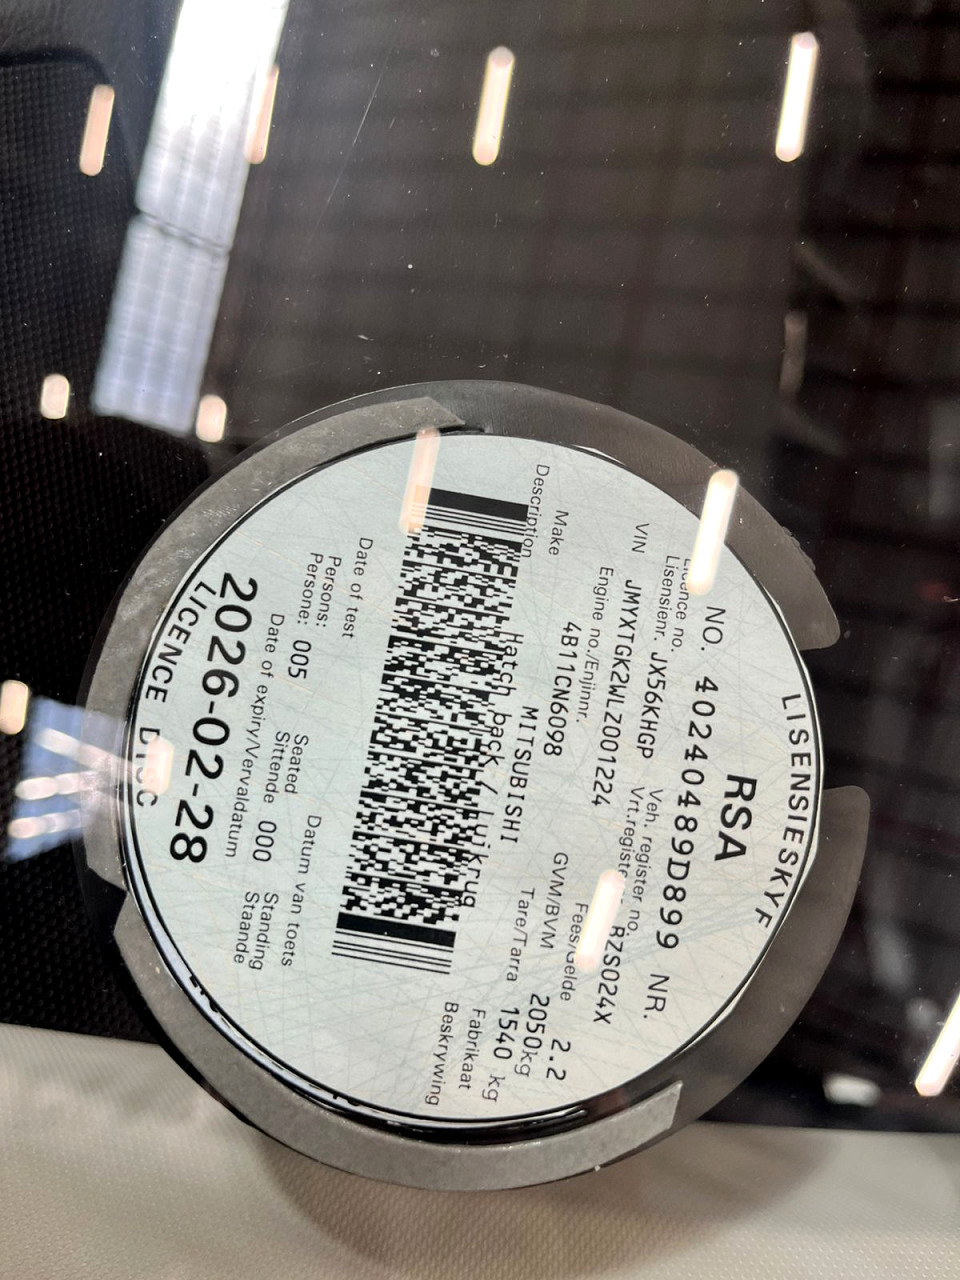 LISENSIESKYF
RSA
NO. 40240489D899 NR.
Licence no.
Lisensienr. JX56KHGP
Veh. register no.
Vrt.register RZS024X
VIN JMYXTGK2WLZ001224
Engine no./Enjinnr.
4B11CN6098
Fees/Gelde 2.2
GVM/BVM 2050kg
Tare/Tarra 1540 kg
Make MITSUBISHI Fabrikaat
Description Hatch back / Luikrug Beskrywing
Date of test Datum van toets
Persons:
Persone: 005
Seated
Sittende 000
Standing
Staande
Date of expiry/Vervaldatum
2026-02-28
LICENCE DISC